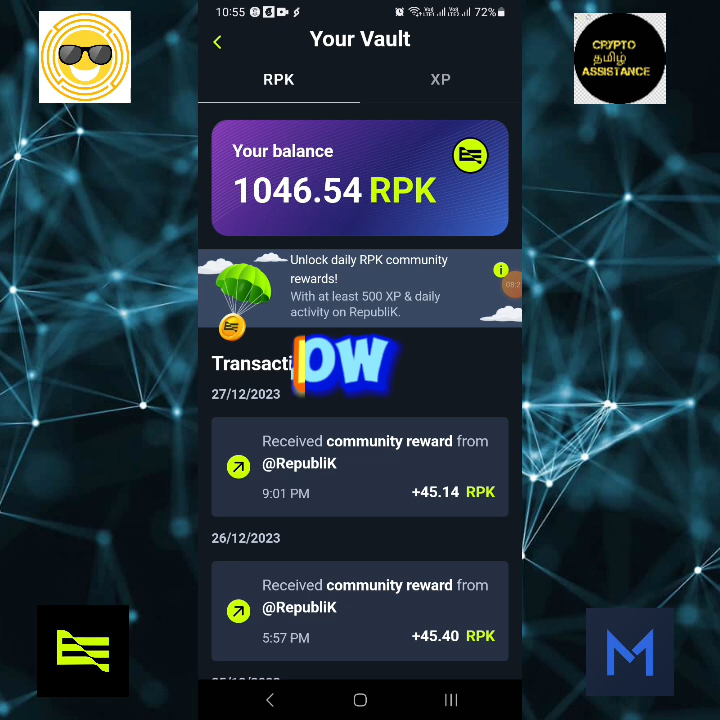 10:55
72%
Your Vault
CRYPTO
தமிழ்
ASSISTANCE
RPK
XP
Your balance
1046.54 RPK
Unlock daily RPK community
rewards!
With at least 500 XP & daily
activity on RepubliK.
i
Transacti
OW
27/12/2023
Received community reward from
@RepubliK
9:01 PM
+45.14 RPK
26/12/2023
Received community reward from
@RepubliK
5:57 PM
+45.40 RPK